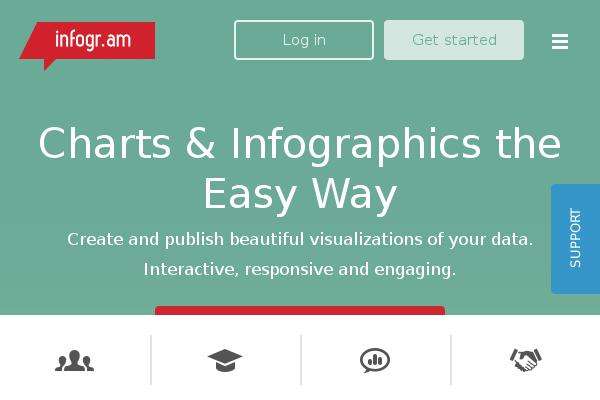 infogr.am
Log in
Get started
Charts & Infographics the
Easy Way
Create and publish beautiful visualizations of your data.
Interactive, responsive and engaging.
SUPPORT